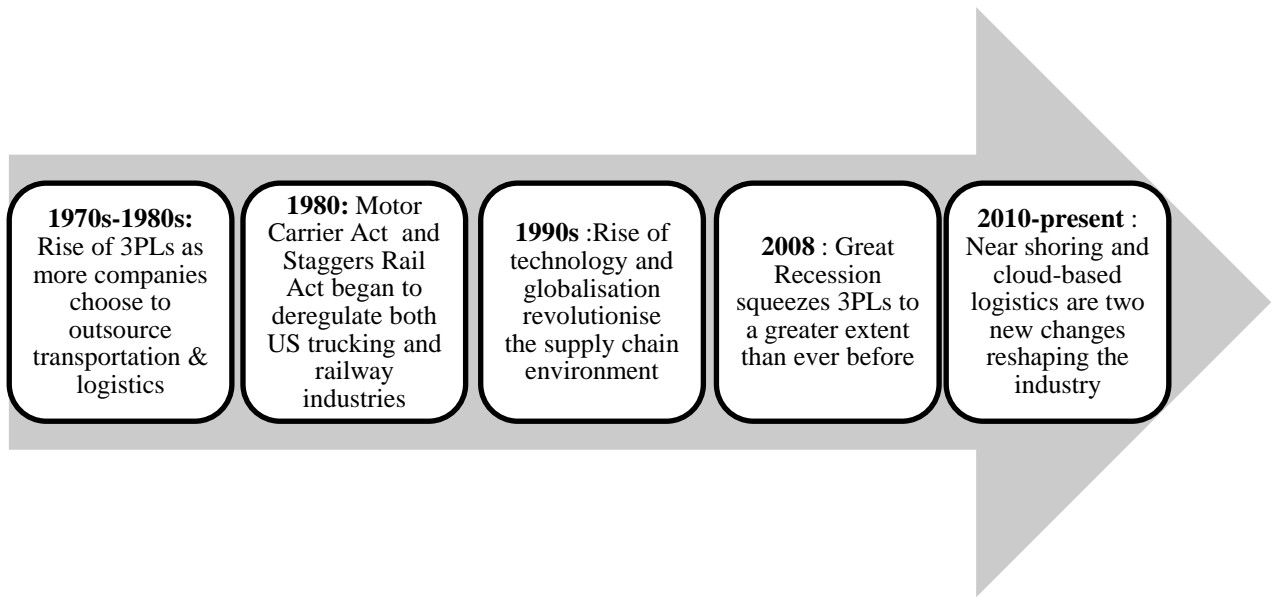 1970s-1980s:
Rise of 3PLs as
more companies
choose to
outsource
transportation &
logistics
1980: Motor
Carrier Act and
Staggers Rail
Act began to
deregulate both
US trucking and
railway
industries
1990s :Rise of
technology and
globalisation
revolutionise
the supply chain
environment
2008 : Great
Recession
squeezes 3PLs to
a greater extent
than ever before
2010-present :
Near shoring and
cloud-based
logistics are two
new changes
reshaping the
industry